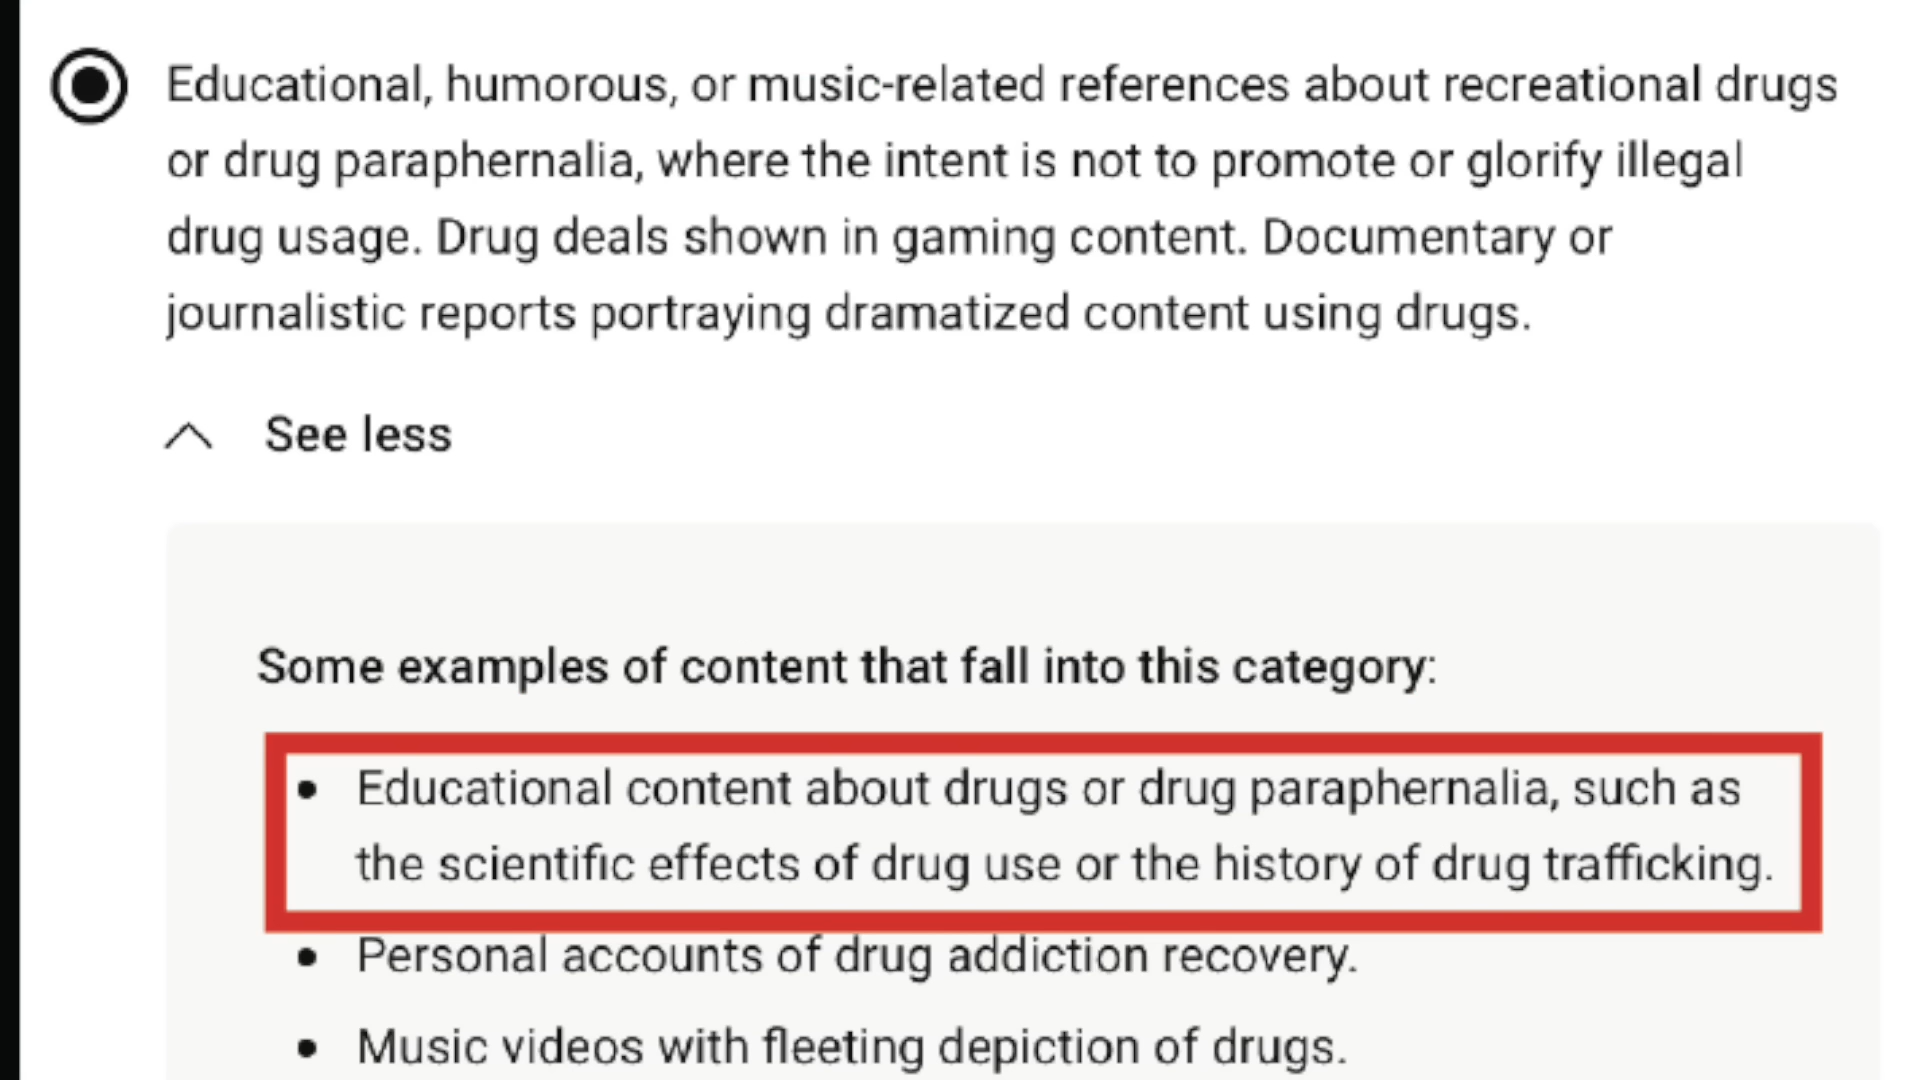 Educational, humorous, or music-related references about recreational drugs
or drug paraphernalia, where the intent is not to promote or glorify illegal
drug usage. Drug deals shown in gaming content. Documentary or
journalistic reports portraying dramatized content using drugs.
See less
Some examples of content that fall into this category:
• Educational content about drugs or drug paraphernalia, such as
the scientific effects of drug use or the history of drug trafficking.
• Personal accounts of drug addiction recovery.
• Music videos with fleeting depiction of drugs.